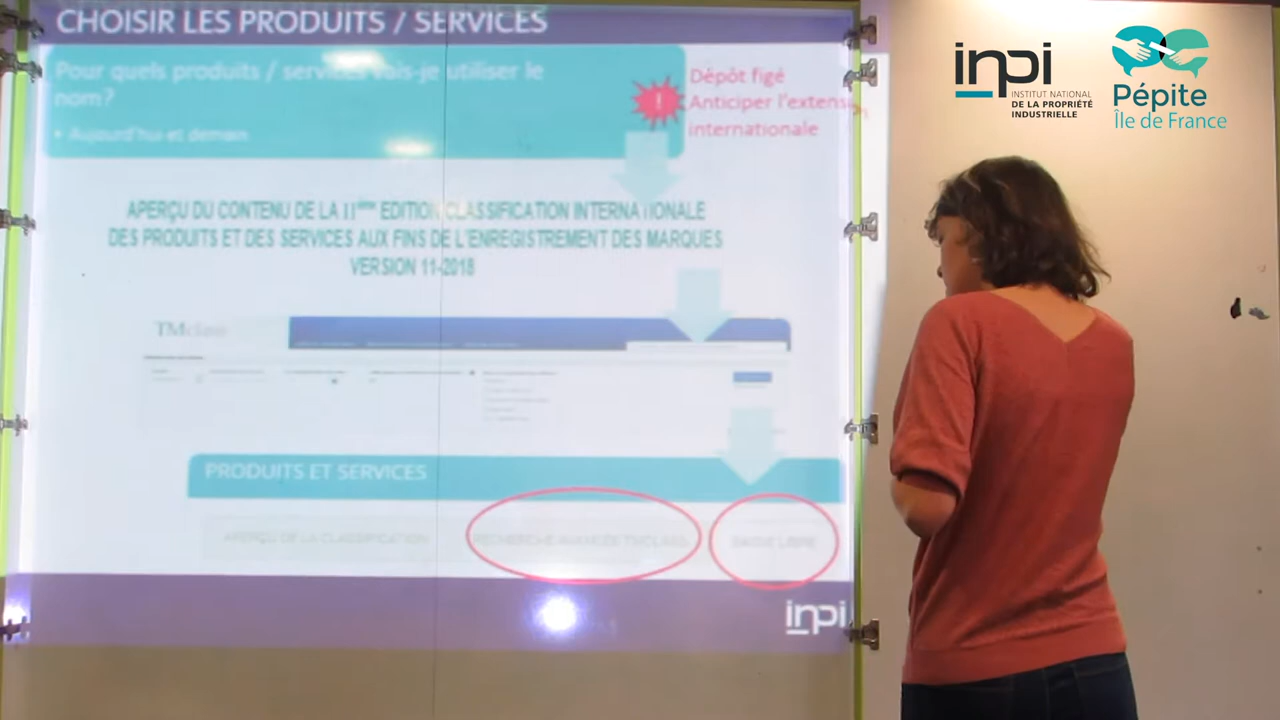 CHOISIR LES PRODUITS / SERVICES
Pour quels produits / services vais-je utiliser le
nom?
• Aujourd'hui et demain
!
Dépôt figé
Anticiper l'extension
internationale
APERÇU DU CONTENU DE LA 11ème EDITION CLASSIFICATION INTERNATIONALE
DES PRODUITS ET DES SERVICES AUX FINS DE L'ENREGISTREMENT DES MARQUES
VERSION 11-2018
TMclass
PRODUITS ET SERVICES
APERÇU DE LA CLASSIFICATION
RECHERCHE AVANCÉE TMCLASS
SAISIE LIBRE
inpi
inpi
INSTITUT NATIONAL
DE LA PROPRIÉTÉ
INDUSTRIELLE
Pépite
Île de France